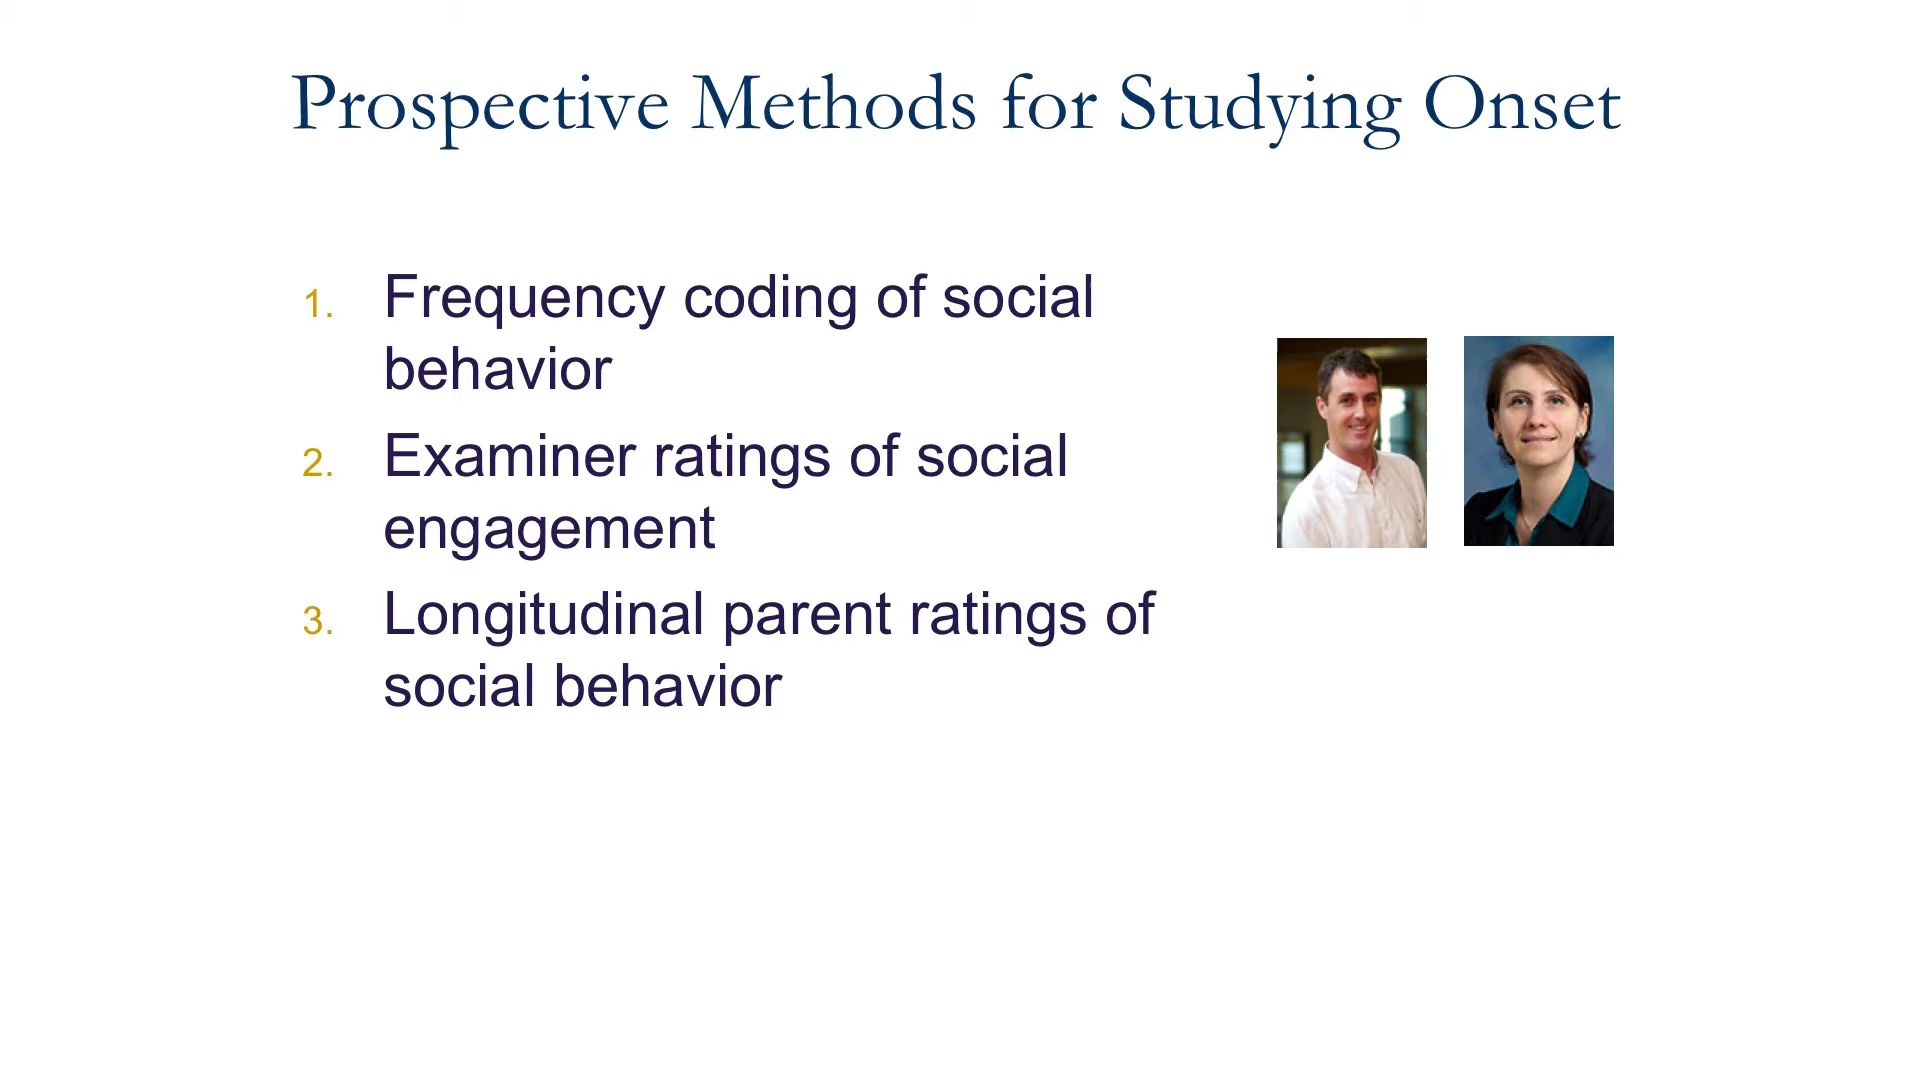 Prospective Methods for Studying Onset
1. Frequency coding of social
behavior
2. Examiner ratings of social
engagement
3. Longitudinal parent ratings of
social behavior